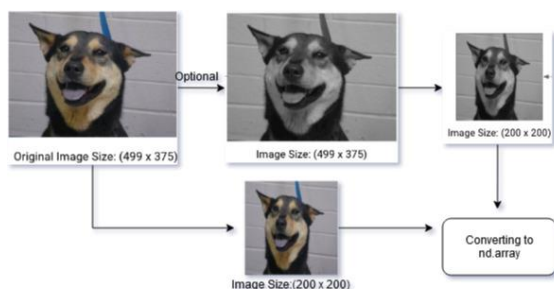 Optional
Original Image Size: (499 x 375)
Image Size: (499 x 375)
Image Size: (200 x 200)
Converting to
nd.array
Image Size:(200 x 200)